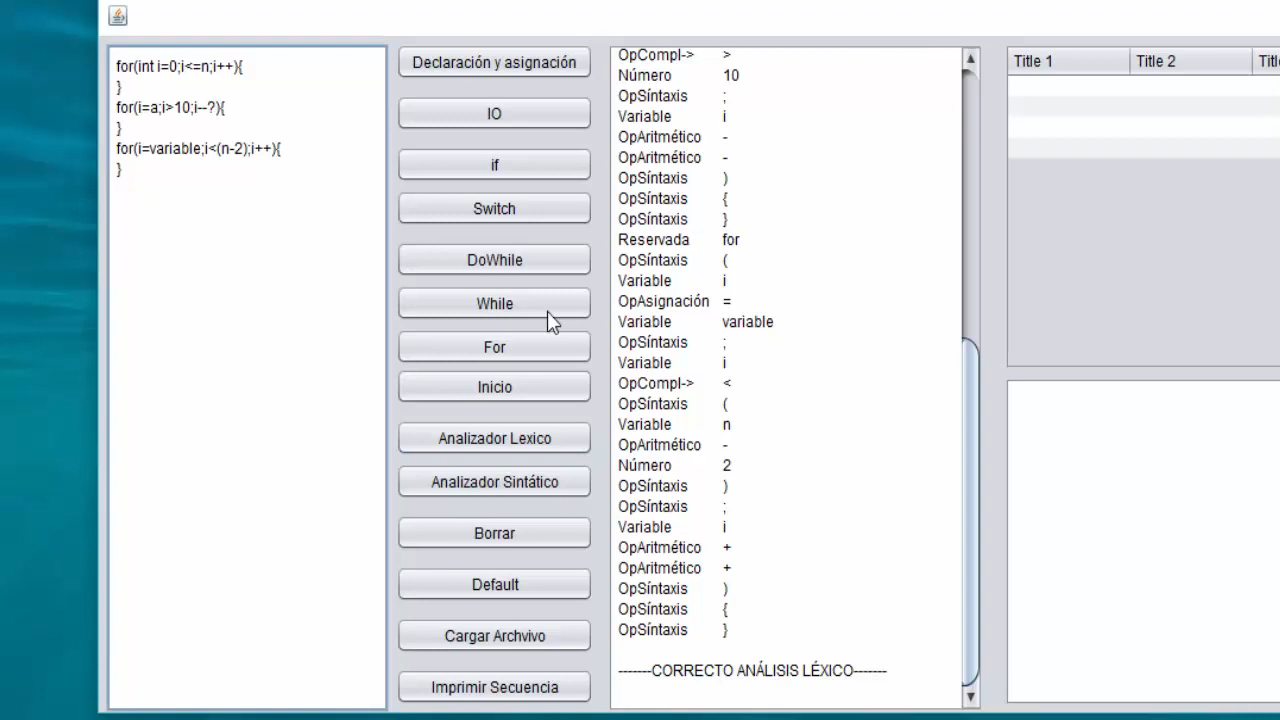 for(int i=0;i<=n;i++){
}
for(i=a;i>10;i--?){
}
for(i=variable;i<(n-2);i++){
}
Declaración y asignación
IO
if
Switch
DoWhile
While
For
Inicio
Analizador Lexico
Analizador Sintático
Borrar
Default
Cargar Archvivo
Imprimir Secuencia
OpCompl-> >
Número 10
OpSíntaxis ;
Variable i
OpAritmético -
OpAritmético -
OpSíntaxis )
OpSíntaxis {
OpSíntaxis }
Reservada for
OpSíntaxis (
Variable i
OpAsignación =
Variable variable
OpSíntaxis ;
Variable i
OpCompl-> <
OpSíntaxis (
Variable n
OpAritmético -
Número 2
OpSíntaxis )
OpSíntaxis ;
Variable i
OpAritmético +
OpAritmético +
OpSíntaxis )
OpSíntaxis {
OpSíntaxis }
-------CORRECTO ANÁLISIS LÉXICO-------
Title 1 Title 2